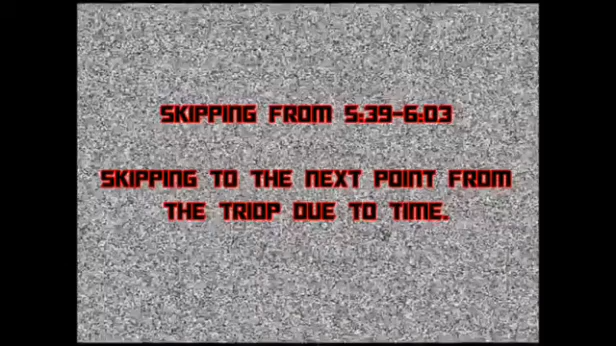 SKIPPING FROM 5:39-6:03
SKIPPING TO THE NEXT POINT FROM
THE TRIOP DUE TO TIME.